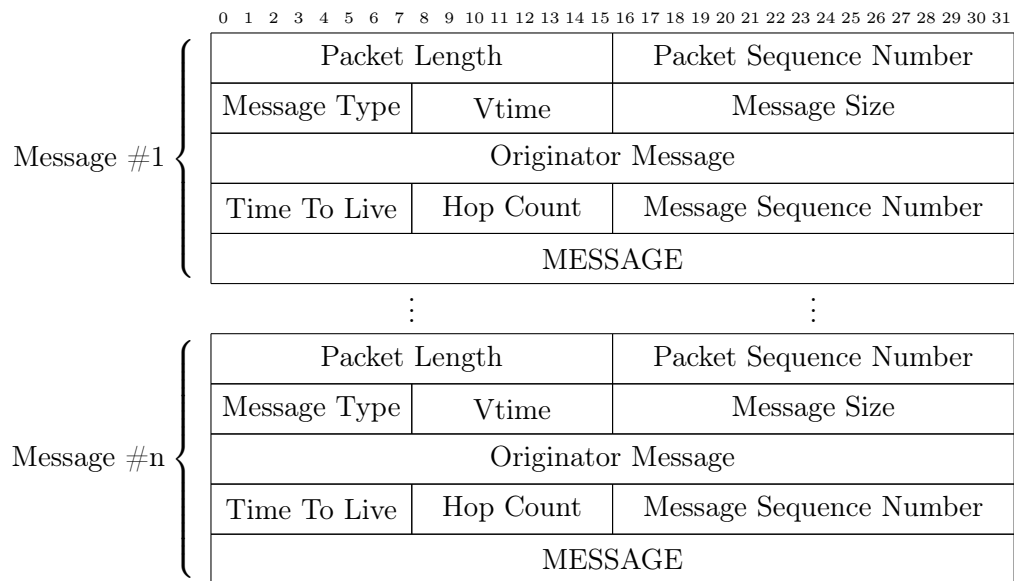 0 1 2 3 4 5 6 7 8 9 10 11 12 13 14 15 16 17 18 19 20 21 22 23 24 25 26 27 28 29 30 31
Packet Length Packet Sequence Number
Message Type Vtime Message Size
Message #1 Originator Message
Time To Live Hop Count Message Sequence Number
MESSAGE
⋮ ⋮
Packet Length Packet Sequence Number
Message Type Vtime Message Size
Message #n Originator Message
Time To Live Hop Count Message Sequence Number
MESSAGE